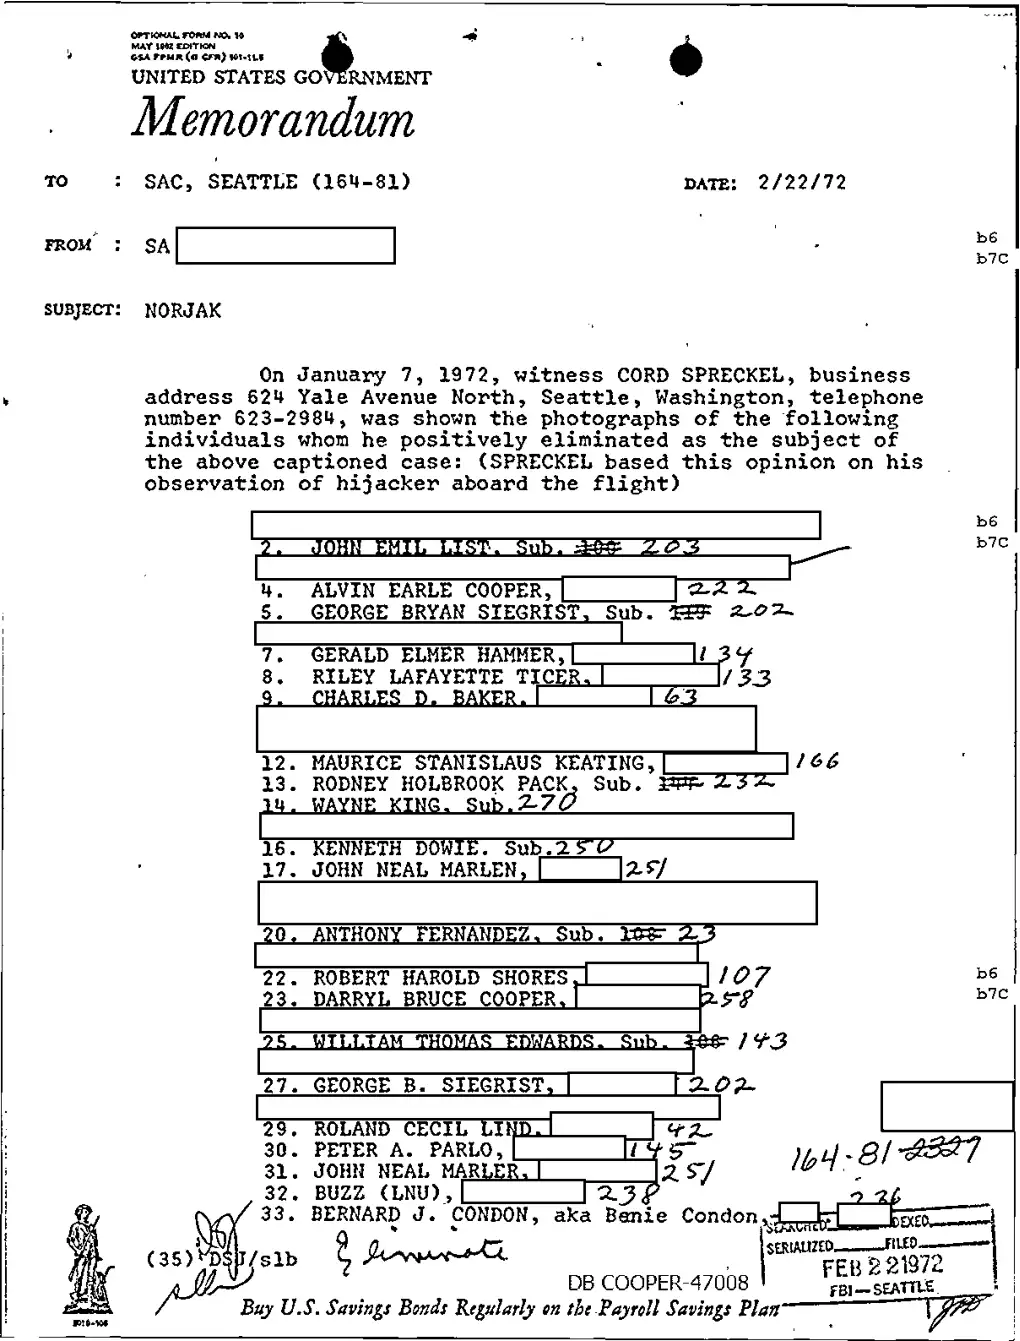 OPTIONAL FORM NO. 10
MAY 1962 EDITION
GSA FPMR (41 CFR) 101-11.6
UNITED STATES GOVERNMENT
Memorandum
TO : SAC, SEATTLE (164-81) DATE: 2/22/72
FROM : SA b6
b7C
SUBJECT: NORJAK
On January 7, 1972, witness CORD SPRECKEL, business
address 624 Yale Avenue North, Seattle, Washington, telephone
number 623-2984, was shown the photographs of the following
individuals whom he positively eliminated as the subject of
the above captioned case: (SPRECKEL based this opinion on his
observation of hijacker aboard the flight)
b6
b7C
2. JOHN EMIL LIST, Sub. 203
4. ALVIN EARLE COOPER, 222
5. GEORGE BRYAN SIEGRIST, Sub. 202
7. GERALD ELMER HAMMER, 134
8. RILEY LAFAYETTE TICER, 133
9. CHARLES D. BAKER, 63
12. MAURICE STANISLAUS KEATING, 166
13. RODNEY HOLBROOK PACK, Sub. 232
14. WAYNE KING, Sub. 270
16. KENNETH DOWIE. Sub. 250
17. JOHN NEAL MARLEN, 251
20. ANTHONY FERNANDEZ, Sub. 108 23
22. ROBERT HAROLD SHORES, 107 b6
23. DARRYL BRUCE COOPER, 258 b7C
25. WILLIAM THOMAS EDWARDS, Sub. 143
27. GEORGE B. SIEGRIST, 202
29. ROLAND CECIL LIND, 42
30. PETER A. PARLO, 145
31. JOHN NEAL MARLER, 251
32. BUZZ (LNU), 238
33. BERNARD J. CONDON, aka Benie Condon, 236
164-81-2327
Eliminate
(35) DSJ/slb
SEARCHED INDEXED
SERIALIZED FILED
FEB 22 1972
FBI—SEATTLE
DB COOPER-47008
Buy U.S. Savings Bonds Regularly on the Payroll Savings Plan
5010-108